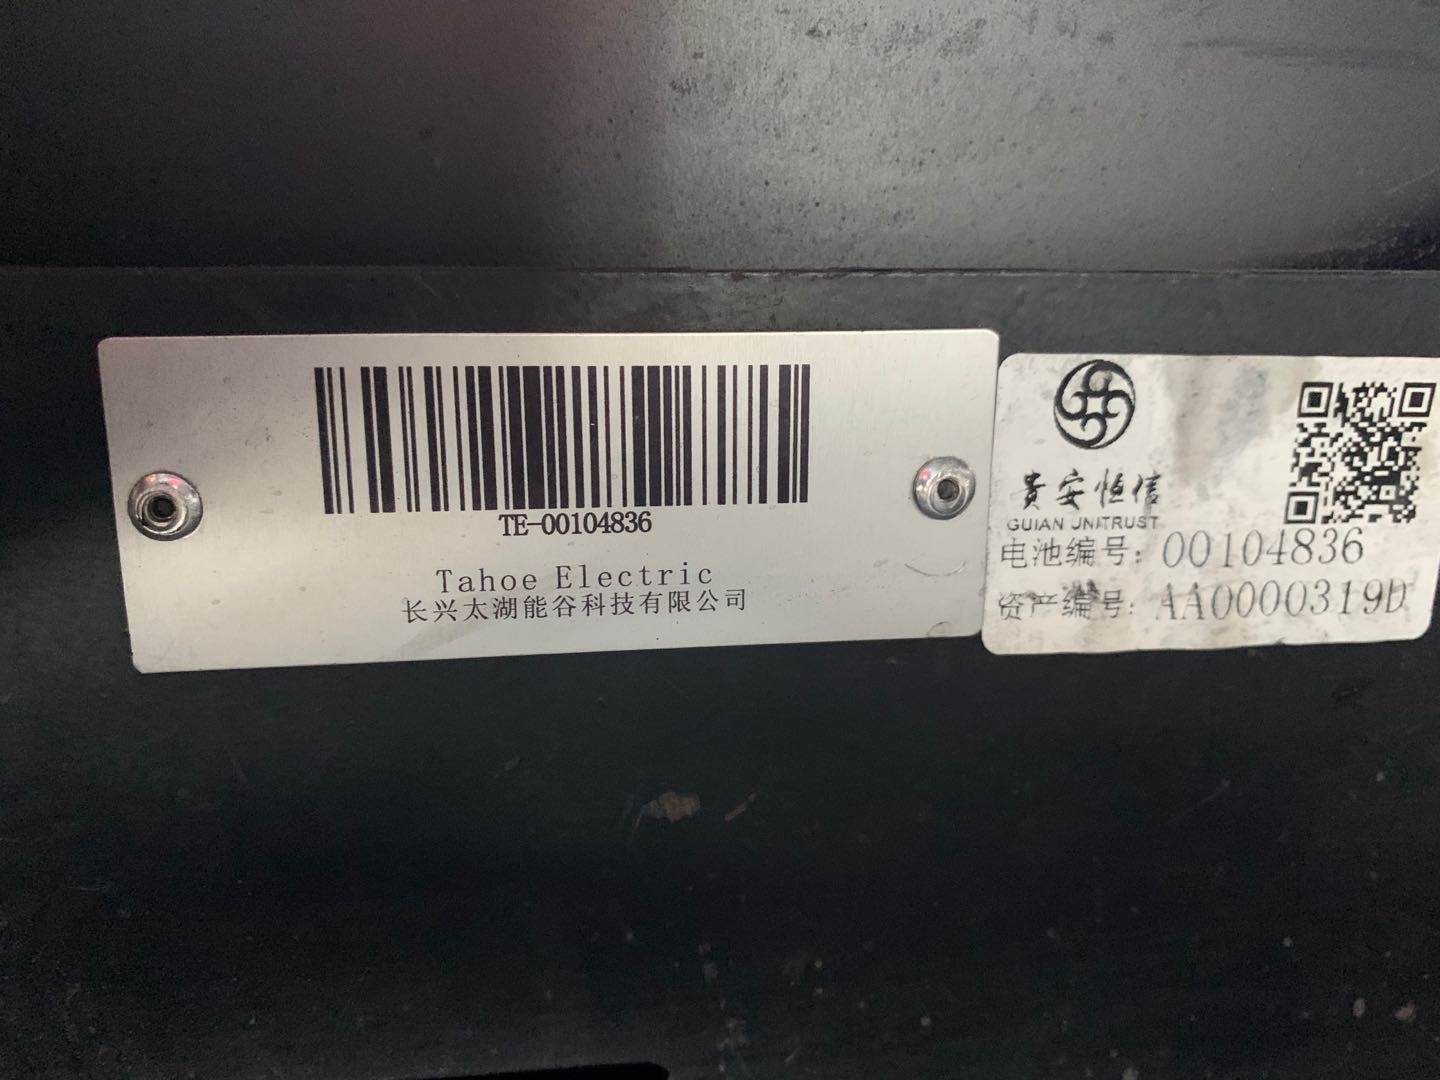 TE-00104836
Tahoe Electric
长兴太湖能谷科技有限公司
贵安恒信
GUIAN UNITRUST
电池编号: 00104836
资产编号: AA0000319D